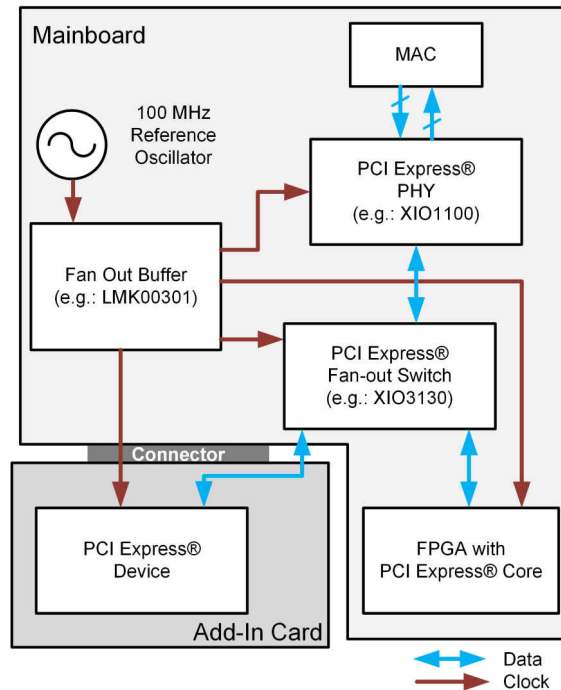 Mainboard
MAC
100 MHz
Reference
Oscillator
PCI Express®
PHY
(e.g.: XIO1100)
Fan Out Buffer
(e.g.: LMK00301)
PCI Express®
Fan-out Switch
(e.g.: XIO3130)
Connector
PCI Express®
Device
FPGA with
PCI Express® Core
Add-In Card
Data
Clock